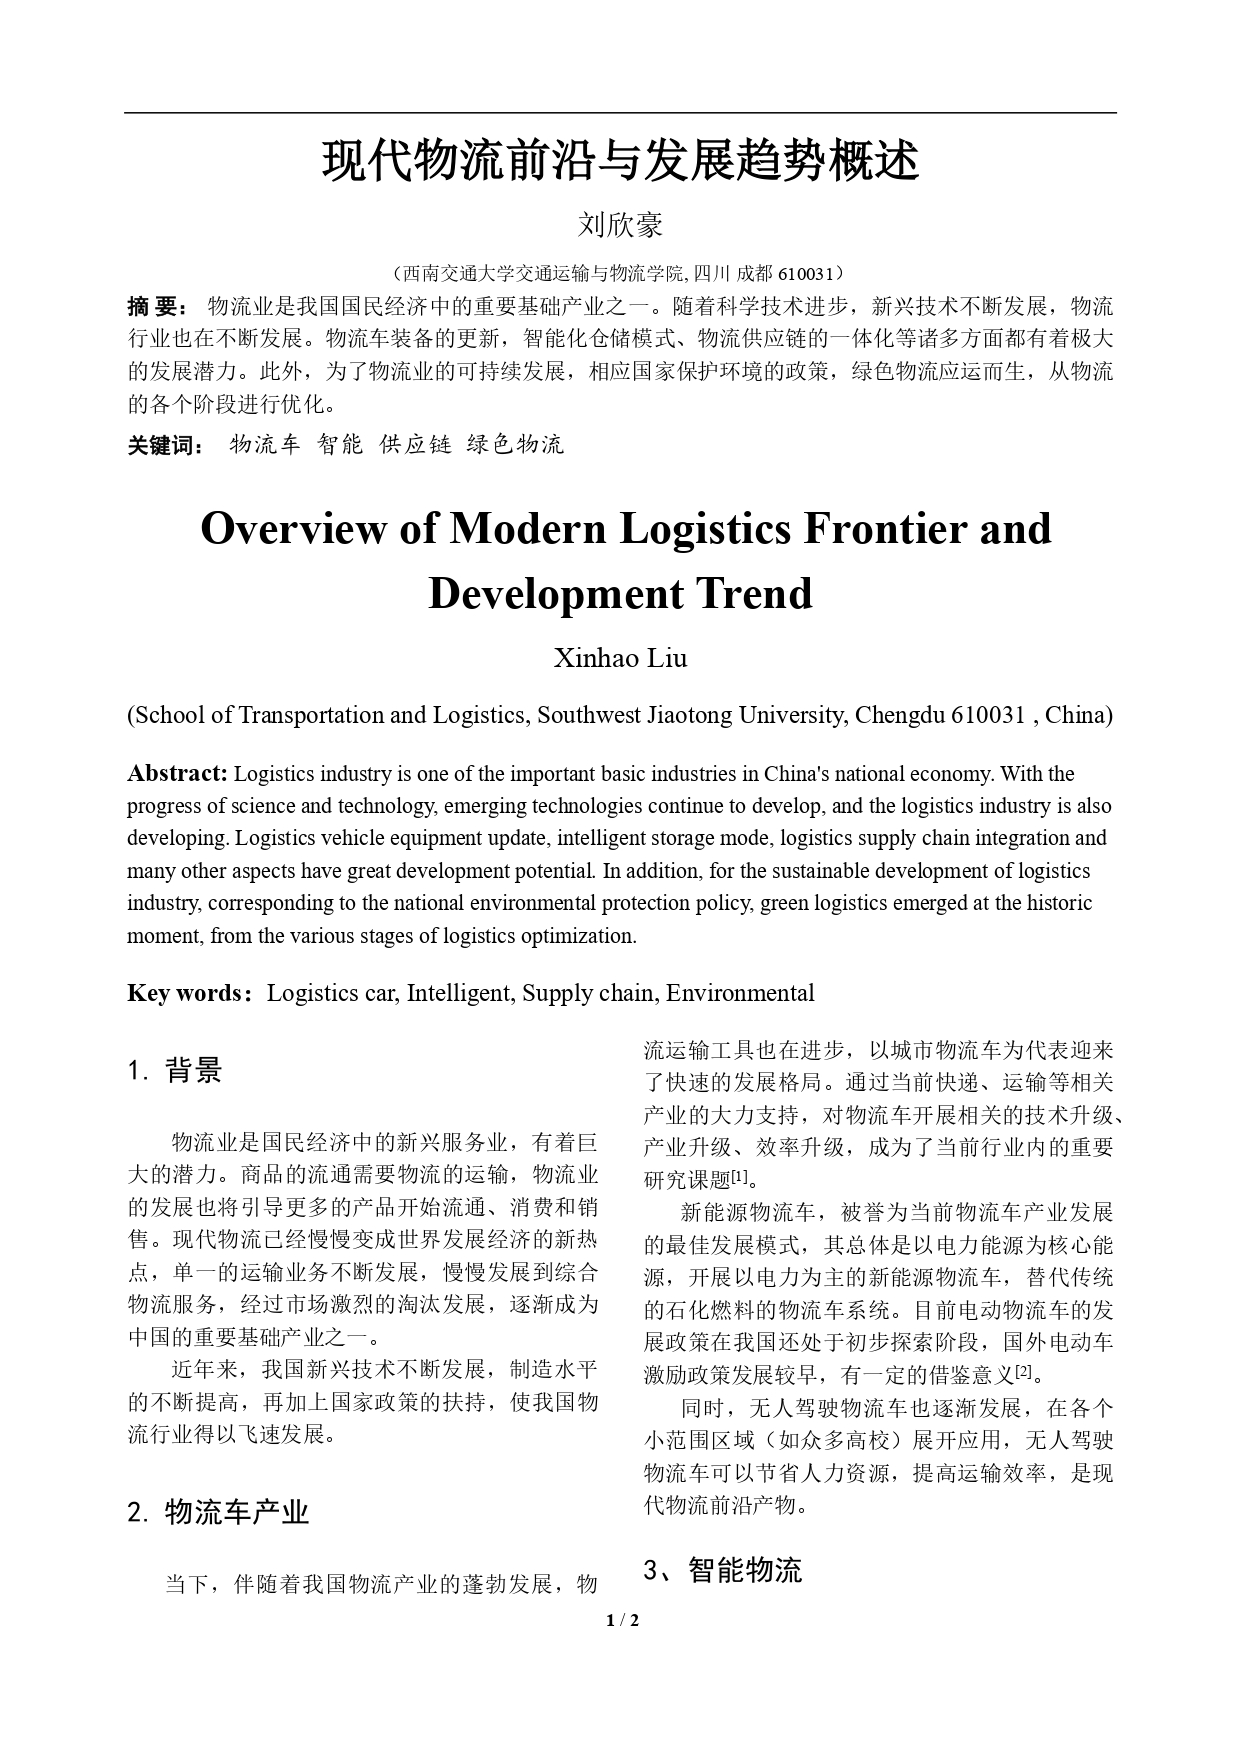 现代物流前沿与发展趋势概述
刘欣豪
（西南交通大学交通运输与物流学院, 四川 成都 610031）
摘 要： 物流业是我国国民经济中的重要基础产业之一。随着科学技术进步，新兴技术不断发展，物流
行业也在不断发展。物流车装备的更新，智能化仓储模式、物流供应链的一体化等诸多方面都有着极大
的发展潜力。此外，为了物流业的可持续发展，相应国家保护环境的政策，绿色物流应运而生，从物流
的各个阶段进行优化。
关键词： 物流车 智能 供应链 绿色物流
Overview of Modern Logistics Frontier and
Development Trend
Xinhao Liu
(School of Transportation and Logistics, Southwest Jiaotong University, Chengdu 610031 , China)
Abstract: Logistics industry is one of the important basic industries in China's national economy. With the
progress of science and technology, emerging technologies continue to develop, and the logistics industry is also
developing. Logistics vehicle equipment update, intelligent storage mode, logistics supply chain integration and
many other aspects have great development potential. In addition, for the sustainable development of logistics
industry, corresponding to the national environmental protection policy, green logistics emerged at the historic
moment, from the various stages of logistics optimization.
Key words：Logistics car, Intelligent, Supply chain, Environmental
1. 背景
物流业是国民经济中的新兴服务业，有着巨
大的潜力。商品的流通需要物流的运输，物流业
的发展也将引导更多的产品开始流通、消费和销
售。现代物流已经慢慢变成世界发展经济的新热
点，单一的运输业务不断发展，慢慢发展到综合
物流服务，经过市场激烈的淘汰发展，逐渐成为
中国的重要基础产业之一。
近年来，我国新兴技术不断发展，制造水平
的不断提高，再加上国家政策的扶持，使我国物
流行业得以飞速发展。
2. 物流车产业
当下，伴随着我国物流产业的蓬勃发展，物
流运输工具也在进步，以城市物流车为代表迎来
了快速的发展格局。通过当前快递、运输等相关
产业的大力支持，对物流车开展相关的技术升级、
产业升级、效率升级，成为了当前行业内的重要
研究课题[1]。
新能源物流车，被誉为当前物流车产业发展
的最佳发展模式，其总体是以电力能源为核心能
源，开展以电力为主的新能源物流车，替代传统
的石化燃料的物流车系统。目前电动物流车的发
展政策在我国还处于初步探索阶段，国外电动车
激励政策发展较早，有一定的借鉴意义[2]。
同时，无人驾驶物流车也逐渐发展，在各个
小范围区域（如众多高校）展开应用，无人驾驶
物流车可以节省人力资源，提高运输效率，是现
代物流前沿产物。
3、智能物流
1 / 2